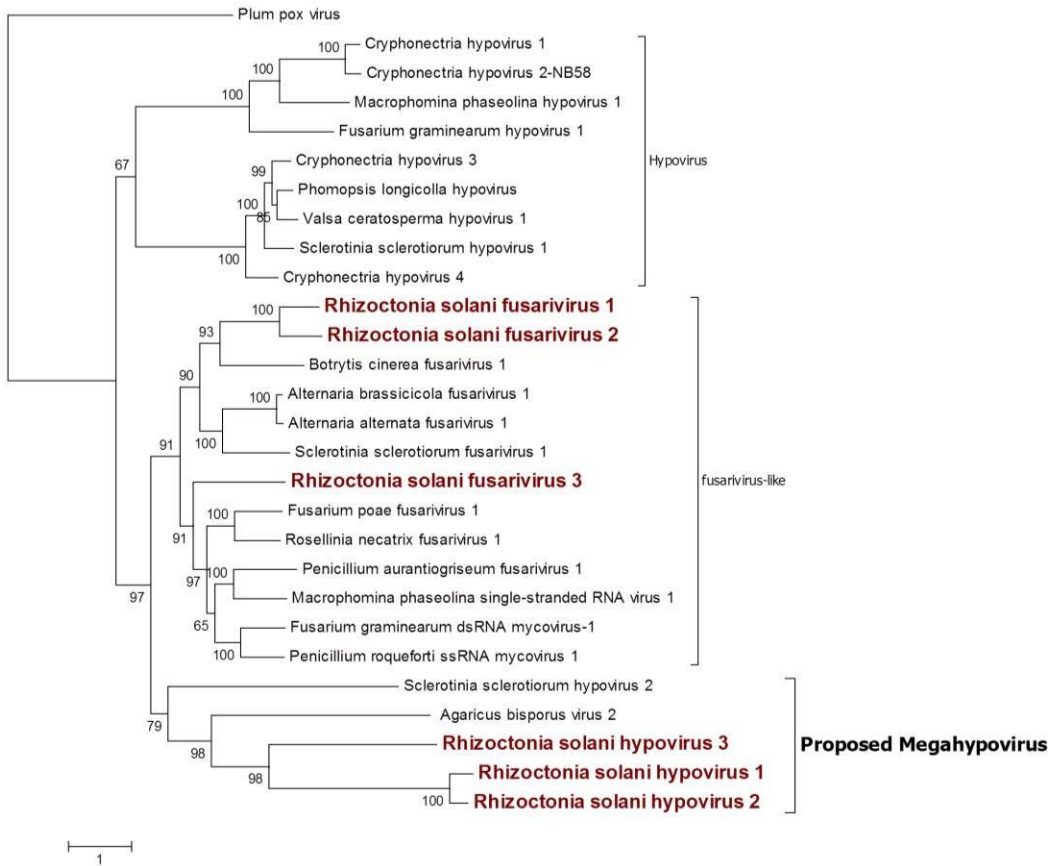 Plum pox virus
Cryphonectria hypovirus 1
100
Cryphonectria hypovirus 2-NB58
100
Macrophomina phaseolina hypovirus 1
100
Fusarium graminearum hypovirus 1
67
Cryphonectria hypovirus 3
Hypovirus
99
Phomopsis longicolla hypovirus
100
85
Valsa ceratosperma hypovirus 1
Sclerotinia sclerotiorum hypovirus 1
100
Cryphonectria hypovirus 4
Rhizoctonia solani fusarivirus 1
100
93
Rhizoctonia solani fusarivirus 2
Botrytis cinerea fusarivirus 1
90
Alternaria brassicicola fusarivirus 1
100
Alternaria alternata fusarivirus 1
91
100
Sclerotinia sclerotiorum fusarivirus 1
Rhizoctonia solani fusarivirus 3
fusarivirus-like
Fusarium poae fusarivirus 1
100
91
Rosellinia necatrix fusarivirus 1
97
Penicillium aurantiogriseum fusarivirus 1
100
97
Macrophomina phaseolina single-stranded RNA virus 1
65
Fusarium graminearum dsRNA mycovirus-1
100
Penicillium roqueforti ssRNA mycovirus 1
Sclerotinia sclerotiorum hypovirus 2
79
Agaricus bisporus virus 2
98
Rhizoctonia solani hypovirus 3
Proposed Megahypovirus
98
Rhizoctonia solani hypovirus 1
100
Rhizoctonia solani hypovirus 2
1